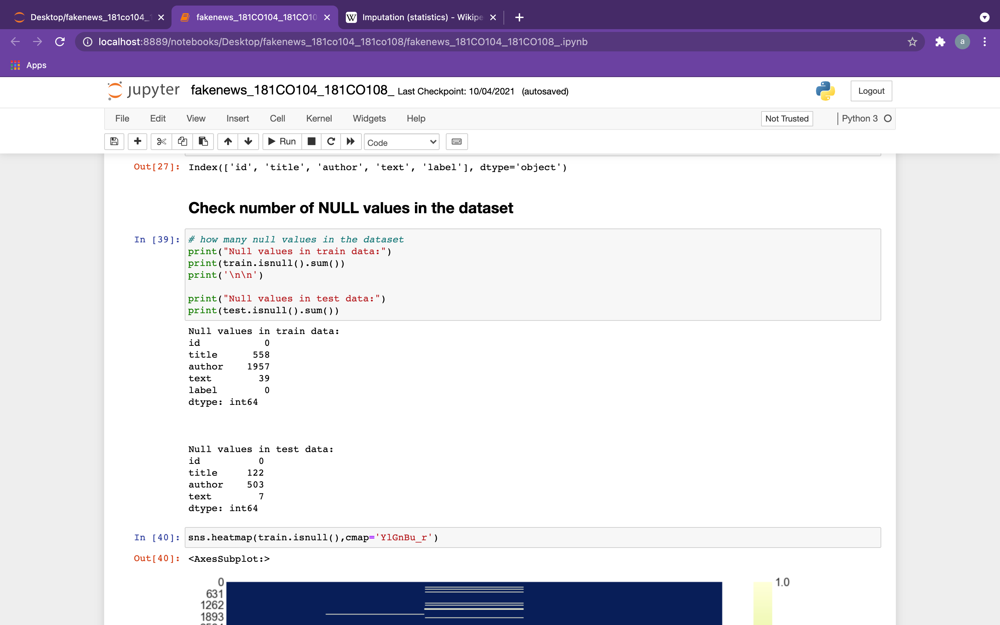 Desktop/fakenews_181co104_1
fakenews_181CO104_181CO10
W Imputation (statistics) - Wikipe
localhost:8889/notebooks/Desktop/fakenews_181co104_181co108/fakenews_181CO104_181CO108_.ipynb
a
Apps
jupyter fakenews_181CO104_181CO108_ Last Checkpoint: 10/04/2021 (autosaved)
Logout
File Edit View Insert Cell Kernel Widgets Help
Not Trusted
Python 3
Run
Code
Out[27]: Index(['id', 'title', 'author', 'text', 'label'], dtype='object')
Check number of NULL values in the dataset
In [39]: # how many null values in the dataset
print("Null values in train data:")
print(train.isnull().sum())
print('\n\n')
print("Null values in test data:")
print(test.isnull().sum())
Null values in train data:
id 0
title 558
author 1957
text 39
label 0
dtype: int64
Null values in test data:
id 0
title 122
author 503
text 7
dtype: int64
In [40]: sns.heatmap(train.isnull(),cmap='YlGnBu_r')
Out[40]: <AxesSubplot:>
0
631
1262
1893
1.0